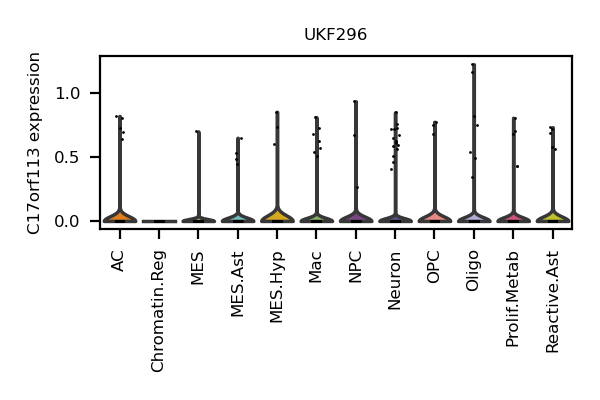 UKF296
C17orf113 expression
1.0
0.5
0.0
AC
Chromatin.Reg
MES
MES.Ast
MES.Hyp
Mac
NPC
Neuron
OPC
Oligo
Prolif.Metab
Reactive.Ast